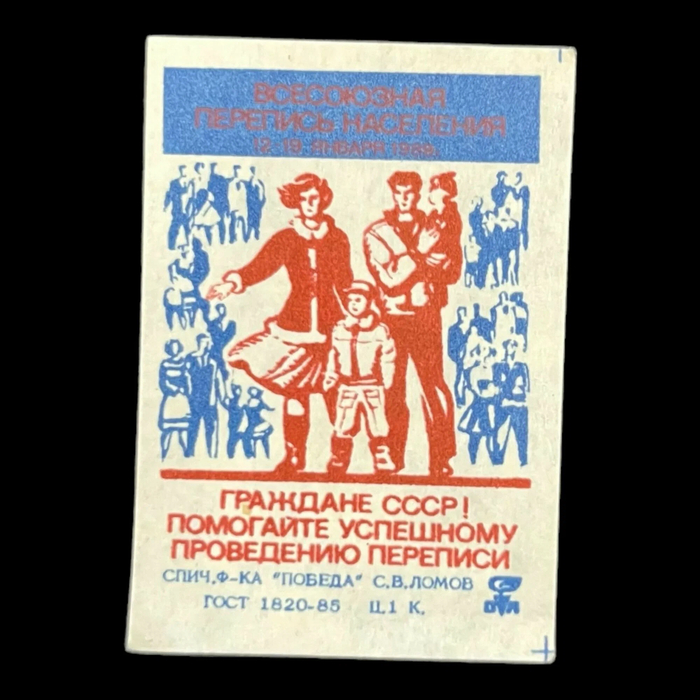 ВСЕСОЮЗНАЯ
ПЕРЕПИСЬ НАСЕЛЕНИЯ
12-19 ЯНВАРЯ 1989г.
ГРАЖДАНЕ СССР!
ПОМОГАЙТЕ УСПЕШНОМУ
ПРОВЕДЕНИЮ ПЕРЕПИСИ
СПИЧ.Ф-КА "ПОБЕДА" С.В.ЛОМОВ
ГОСТ 1820-85 Ц.1 К.